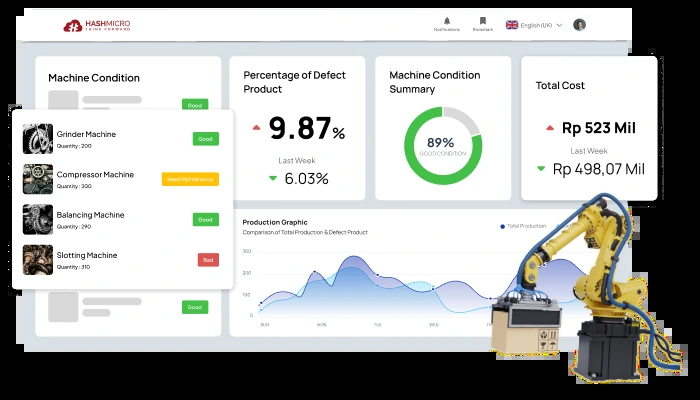 HASHMICRO
THINK FORWARD
Notifications
Bookmark
English (UK)
Machine Condition
Good
Grinder Machine
Quantity : 200
Good
Compressor Machine
Quantity : 300
Need Maintenance
Balancing Machine
Quantity : 290
Good
Slotting Machine
Quantity : 310
Bad
Good
Percentage of Defect
Product
9.87%
Last Week
6.03%
Machine Condition
Summary
89%
GOOD CONDITION
Total Cost
Rp 523 Mil
Last Week
Rp 498,07 Mil
Production Graphic
Comparison of Total Production & Defect Product
Total Production
300
200
100
0
SUN
MON
TUE
WED